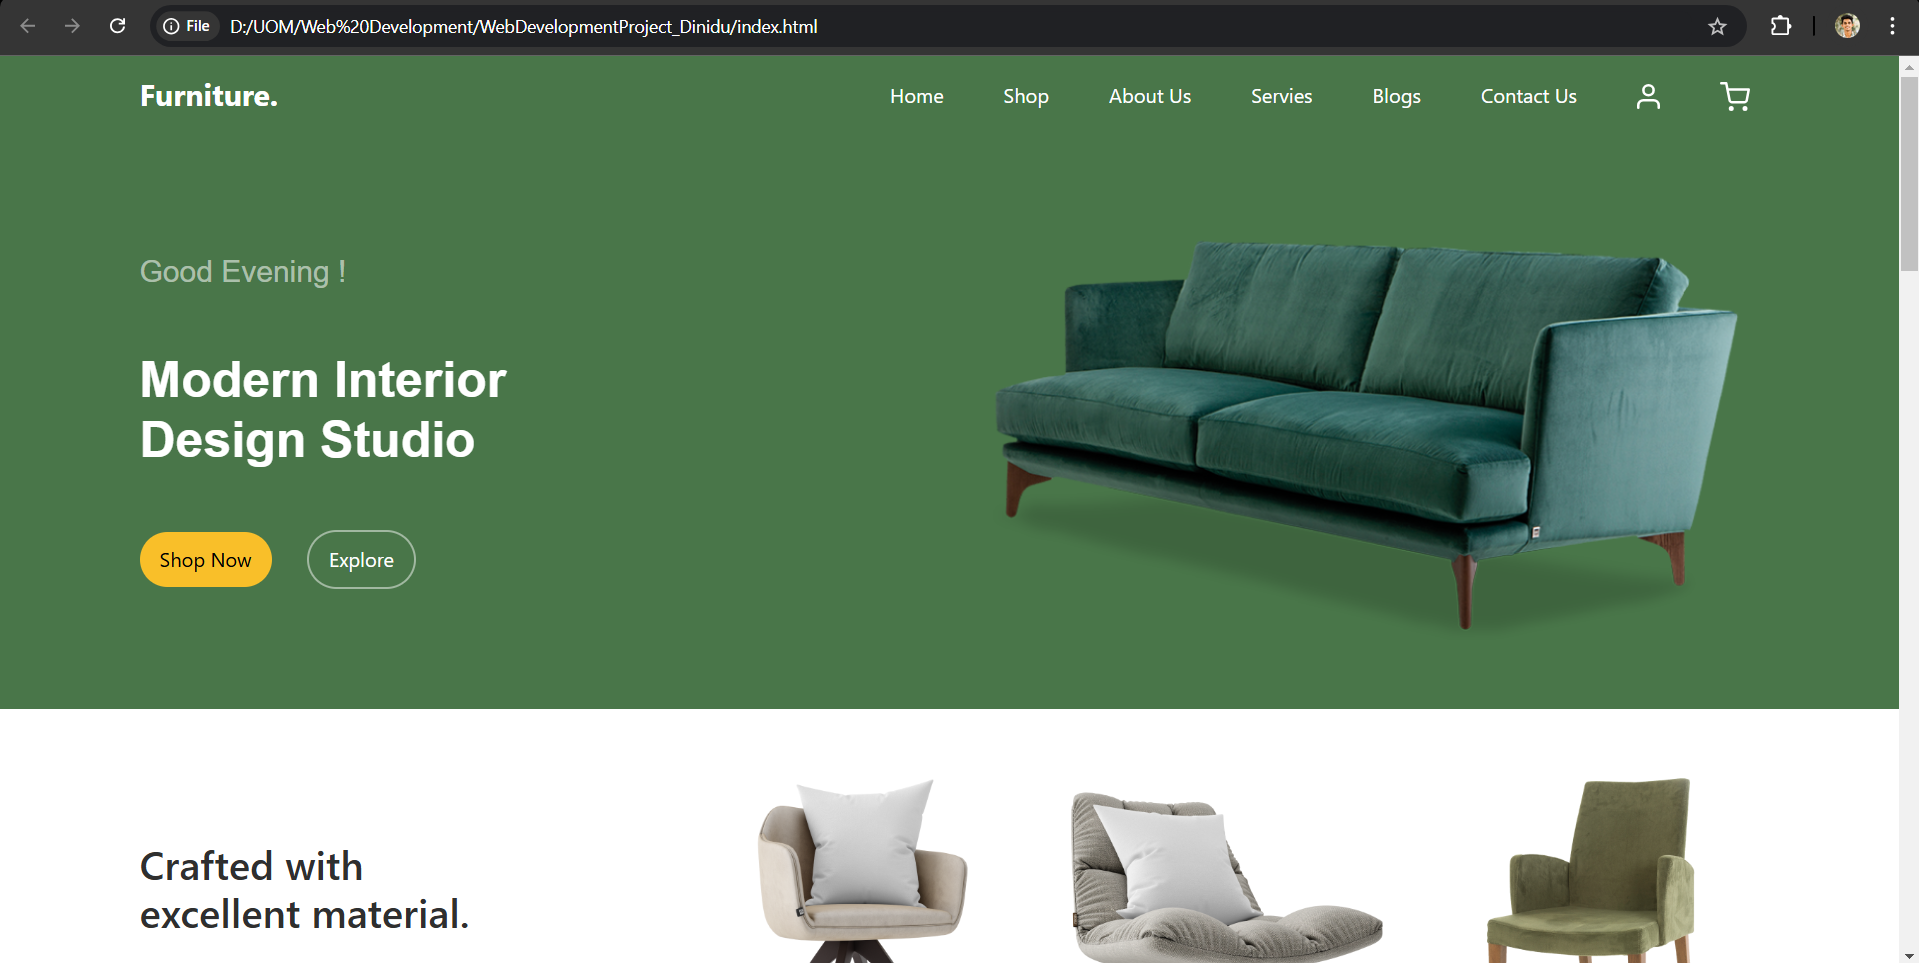 File D:/UOM/Web%20Development/WebDevelopmentProject_Dinidu/index.html
Furniture. Home Shop About Us Servies Blogs Contact Us
Good Evening !
Modern Interior
Design Studio
Shop Now Explore
Crafted with
excellent material.